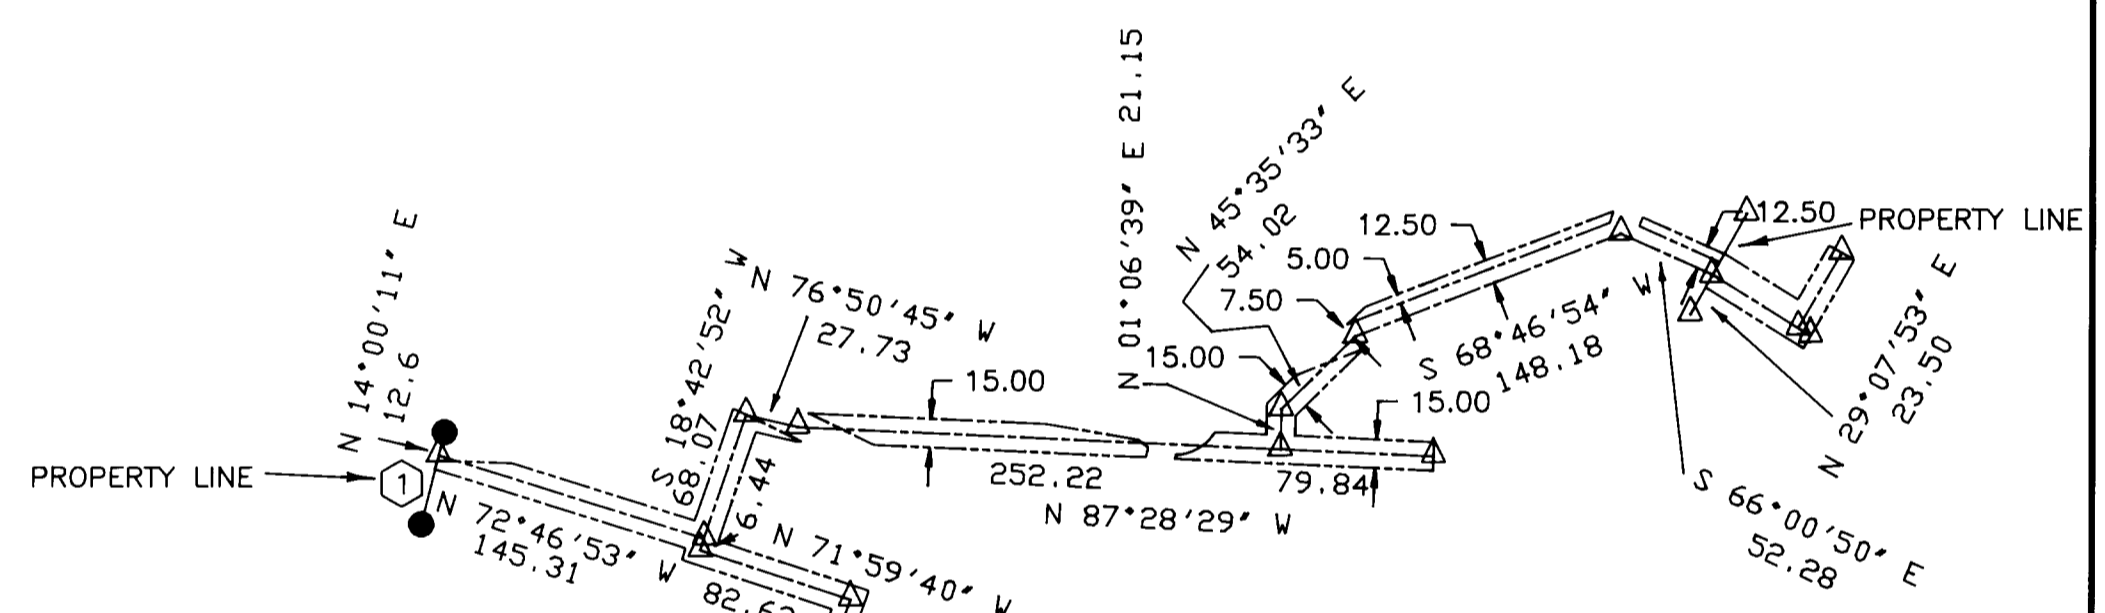 PROPERTY LINE
1
N 14°00'11" E
12.6
N 72°46'53" W
145.31
S 18°42'52" W
68.07
6.44
N 71°59'40" W
N 76°50'45" W
27.73
15.00
252.22
N 87°28'29" W
79.84
15.00
N 01°06'39" E 21.15
15.00
N 45°35'33" E
54.02
7.50
5.00
12.50
S 68°46'54" W
148.18
12.50
PROPERTY LINE
N 29°07'53" E
23.50
S 66°00'50" E
52.28